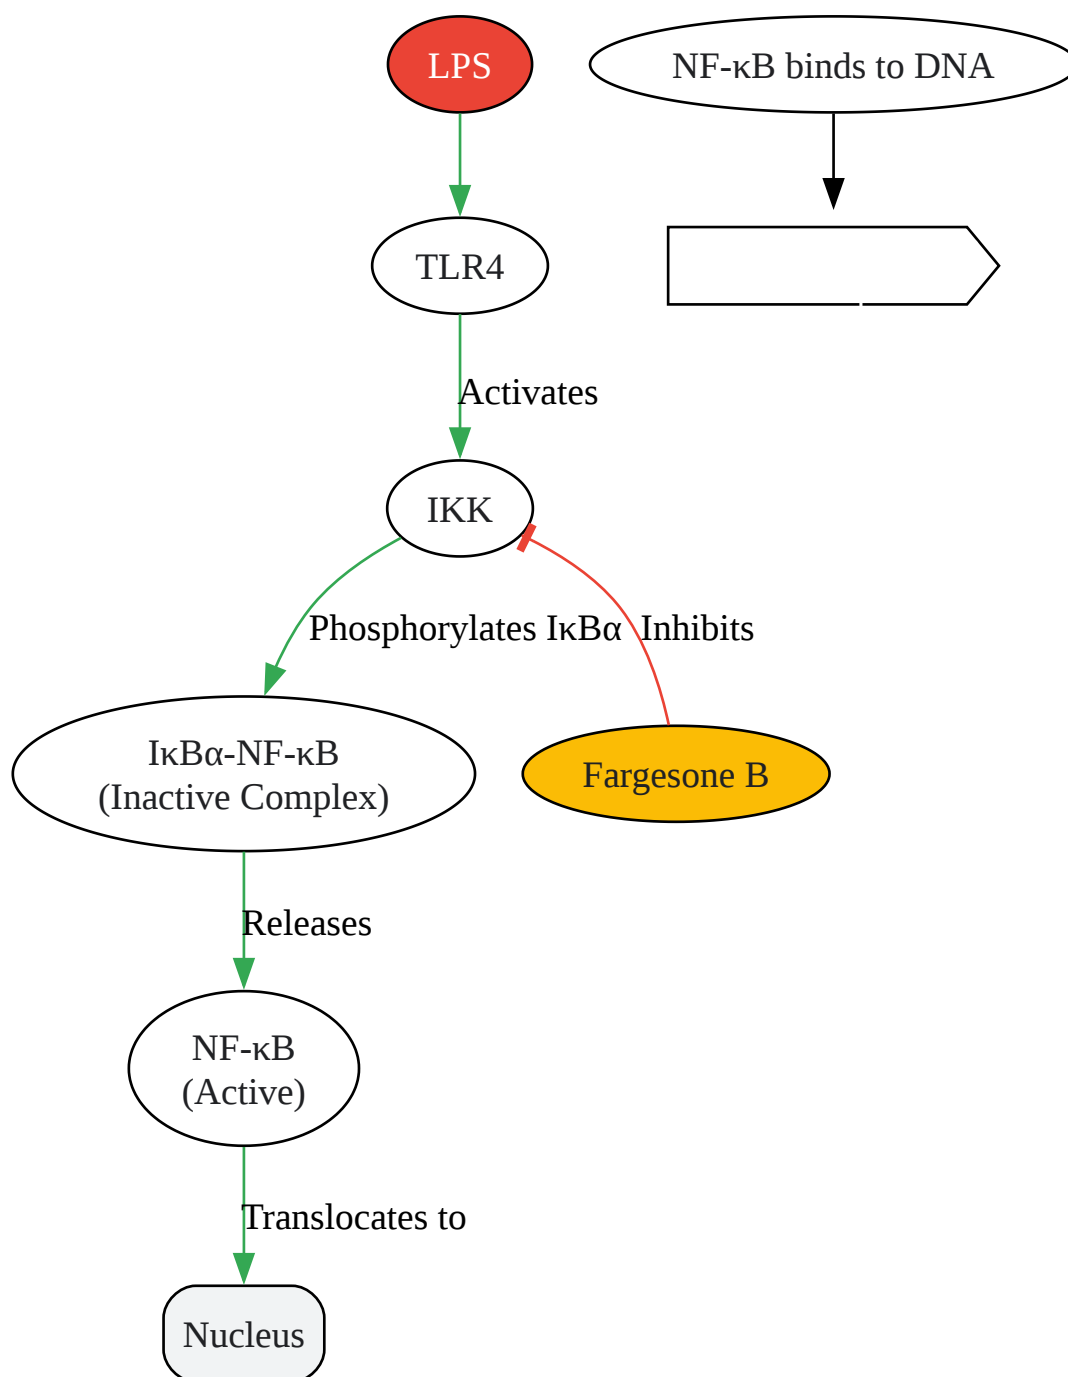 LPS
NF-κB binds to DNA
TLR4
Activates
IKK
Phosphorylates IκBα
Inhibits
IκBα-NF-κB
(Inactive Complex)
Fargesone B
Releases
NF-κB
(Active)
Translocates to
Nucleus